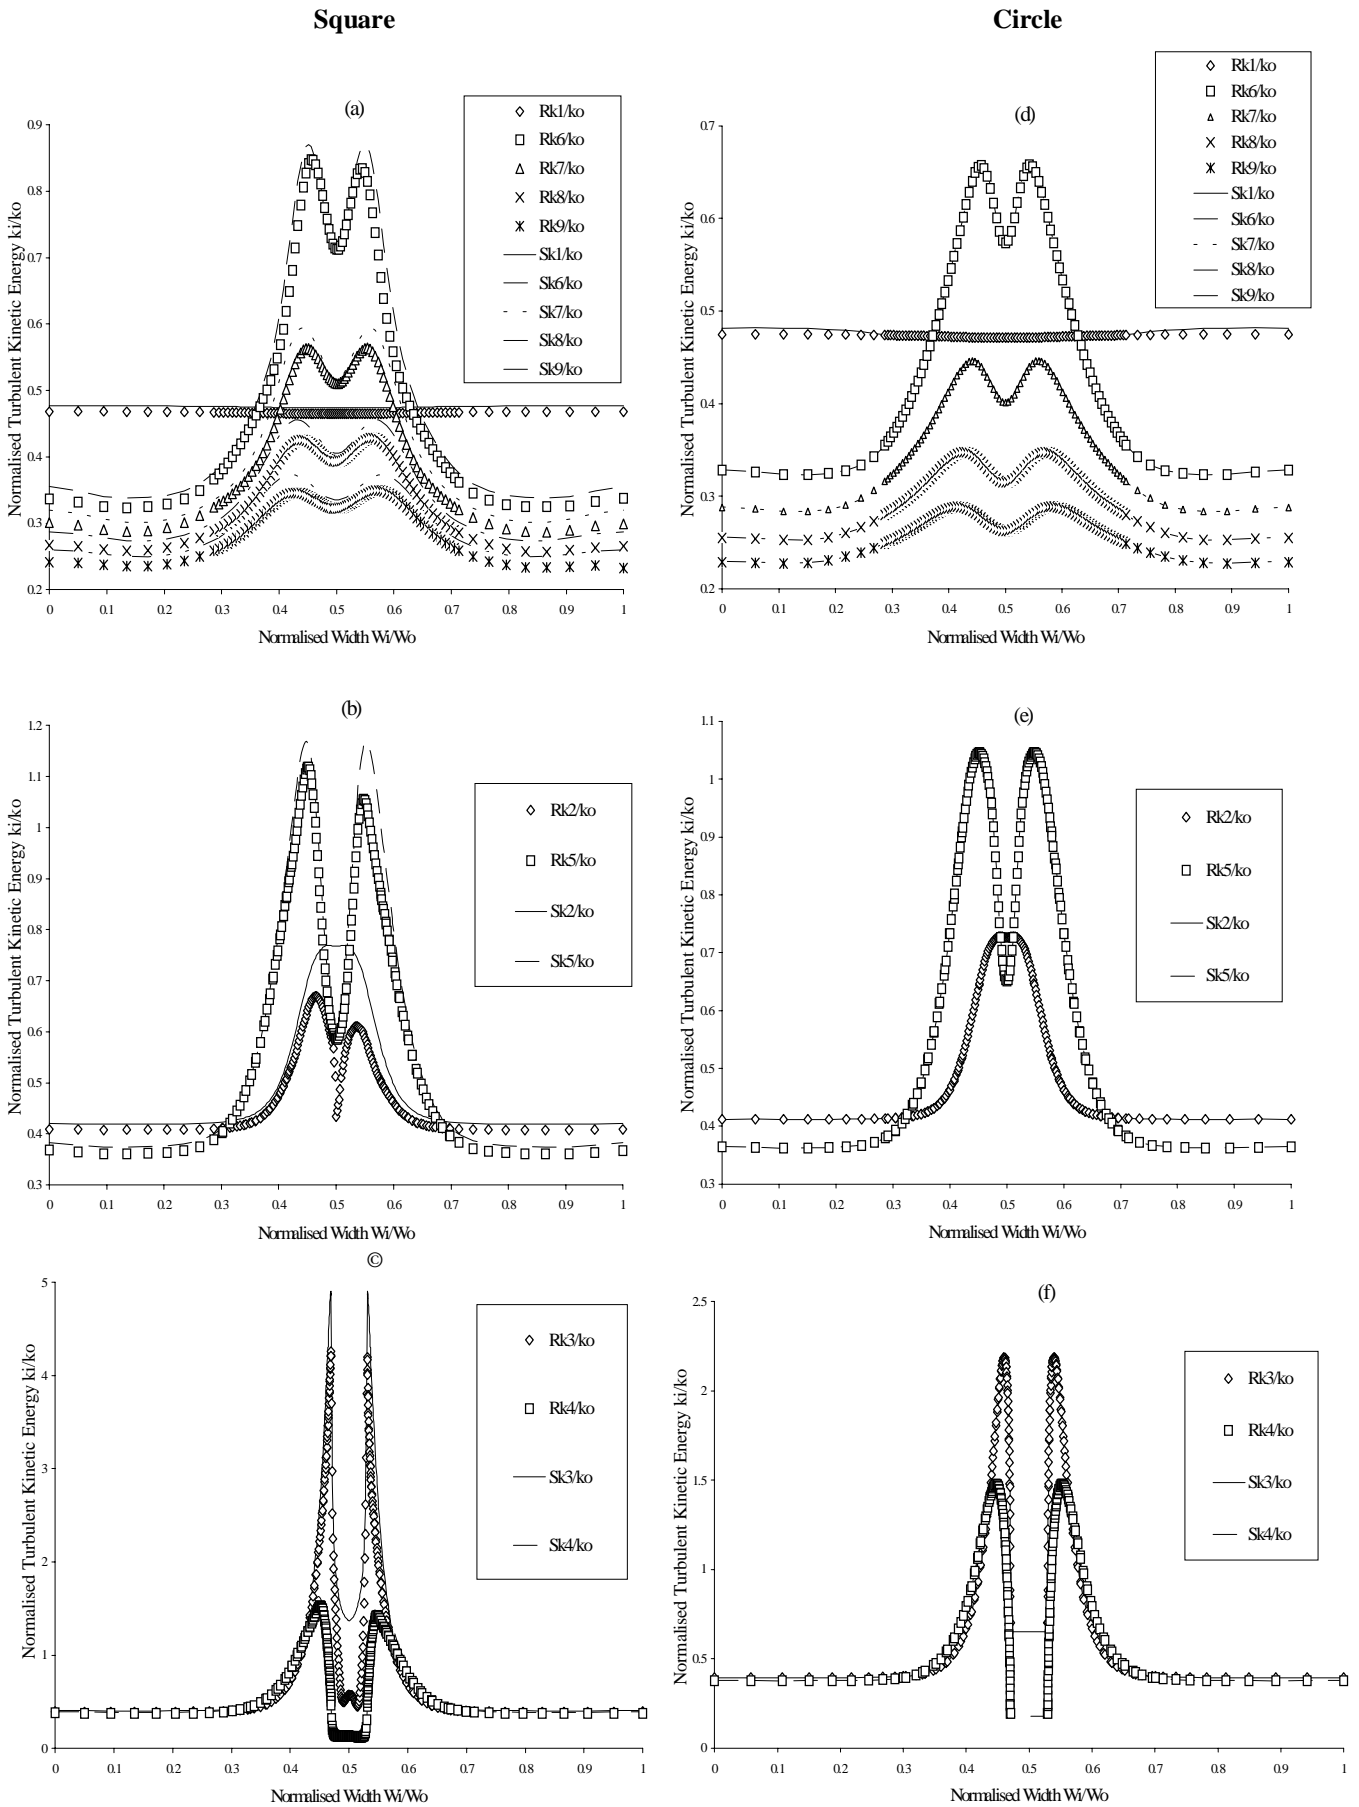 Square
Circle
(a)
Rk1/ko
Rk6/ko
Rk7/ko
Rk8/ko
Rk9/ko
Sk1/ko
Sk6/ko
Sk7/ko
Sk8/ko
Sk9/ko
Normalised Turbulent Kinetic Energy ki/ko
0.9
0.8
0.7
0.6
0.5
0.4
0.3
0.2
0 0.1 0.2 0.3 0.4 0.5 0.6 0.7 0.8 0.9 1
Normalised Width Wi/Wo
(d)
Rk1/ko
Rk6/ko
Rk7/ko
Rk8/ko
Rk9/ko
Sk1/ko
Sk6/ko
Sk7/ko
Sk8/ko
Sk9/ko
Normalised Turbulent Kinetic Energy ki/ko
0.7
0.6
0.5
0.4
0.3
0.2
0 0.1 0.2 0.3 0.4 0.5 0.6 0.7 0.8 0.9 1
Normalised Width Wi/Wo
(b)
Rk2/ko
Rk5/ko
Sk2/ko
Sk5/ko
Normalised Turbulent Kinetic Energy ki/ko
1.2
1.1
1
0.9
0.8
0.7
0.6
0.5
0.4
0.3
0 0.1 0.2 0.3 0.4 0.5 0.6 0.7 0.8 0.9 1
Normalised Width Wi/Wo
(e)
Rk2/ko
Rk5/ko
Sk2/ko
Sk5/ko
Normalised Turbulent Kinetic Energy ki/ko
1.1
1
0.9
0.8
0.7
0.6
0.5
0.4
0.3
0 0.1 0.2 0.3 0.4 0.5 0.6 0.7 0.8 0.9 1
Normalised Width Wi/Wo
©
Rk3/ko
Rk4/ko
Sk3/ko
Sk4/ko
Normalised Turbulent Kinetic Energy ki/ko
5
4
3
2
1
0
0 0.1 0.2 0.3 0.4 0.5 0.6 0.7 0.8 0.9 1
Normalised Width Wi/Wo
(f)
Rk3/ko
Rk4/ko
Sk3/ko
Sk4/ko
Normalised Turbulent Kinetic Energy ki/ko
2.5
2
1.5
1
0.5
0
0 0.1 0.2 0.3 0.4 0.5 0.6 0.7 0.8 0.9 1
Normalised Width Wi/Wo